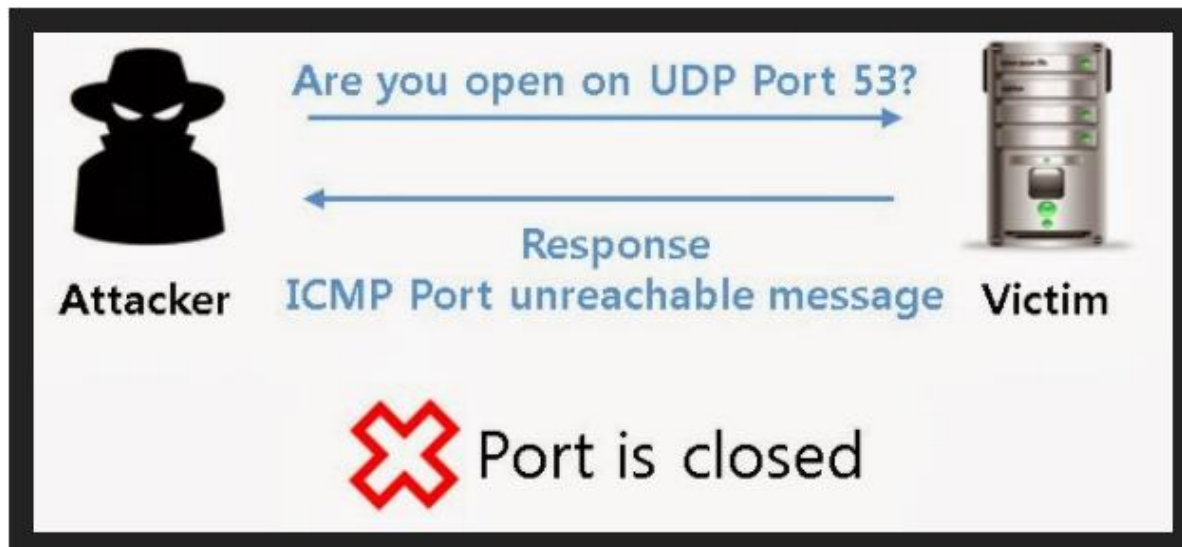 Are you open on UDP Port 53?
Response
ICMP Port unreachable message
Attacker
Victim
Port is closed